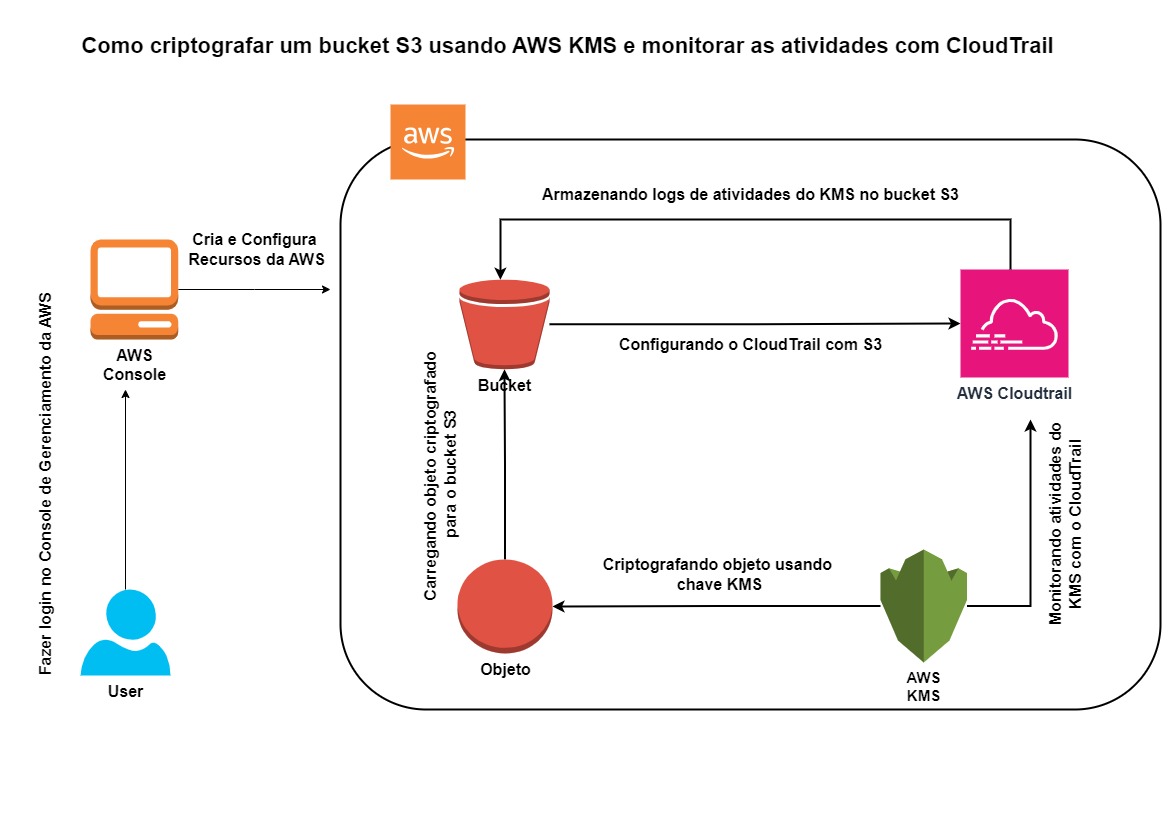 Como criptografar um bucket S3 usando AWS KMS e monitorar as atividades com CloudTrail
aws
Armazenando logs de atividades do KMS no bucket S3
Cria e Configura
Recursos da AWS
Configurando o CloudTrail com S3
AWS
Console
Bucket
AWS Cloudtrail
Fazer login no Console de Gerenciamento da AWS
Carregando objeto criptografado
para o bucket S3
Monitorando atividades do
KMS com o CloudTrail
Criptografando objeto usando
chave KMS
Objeto
AWS
KMS
User